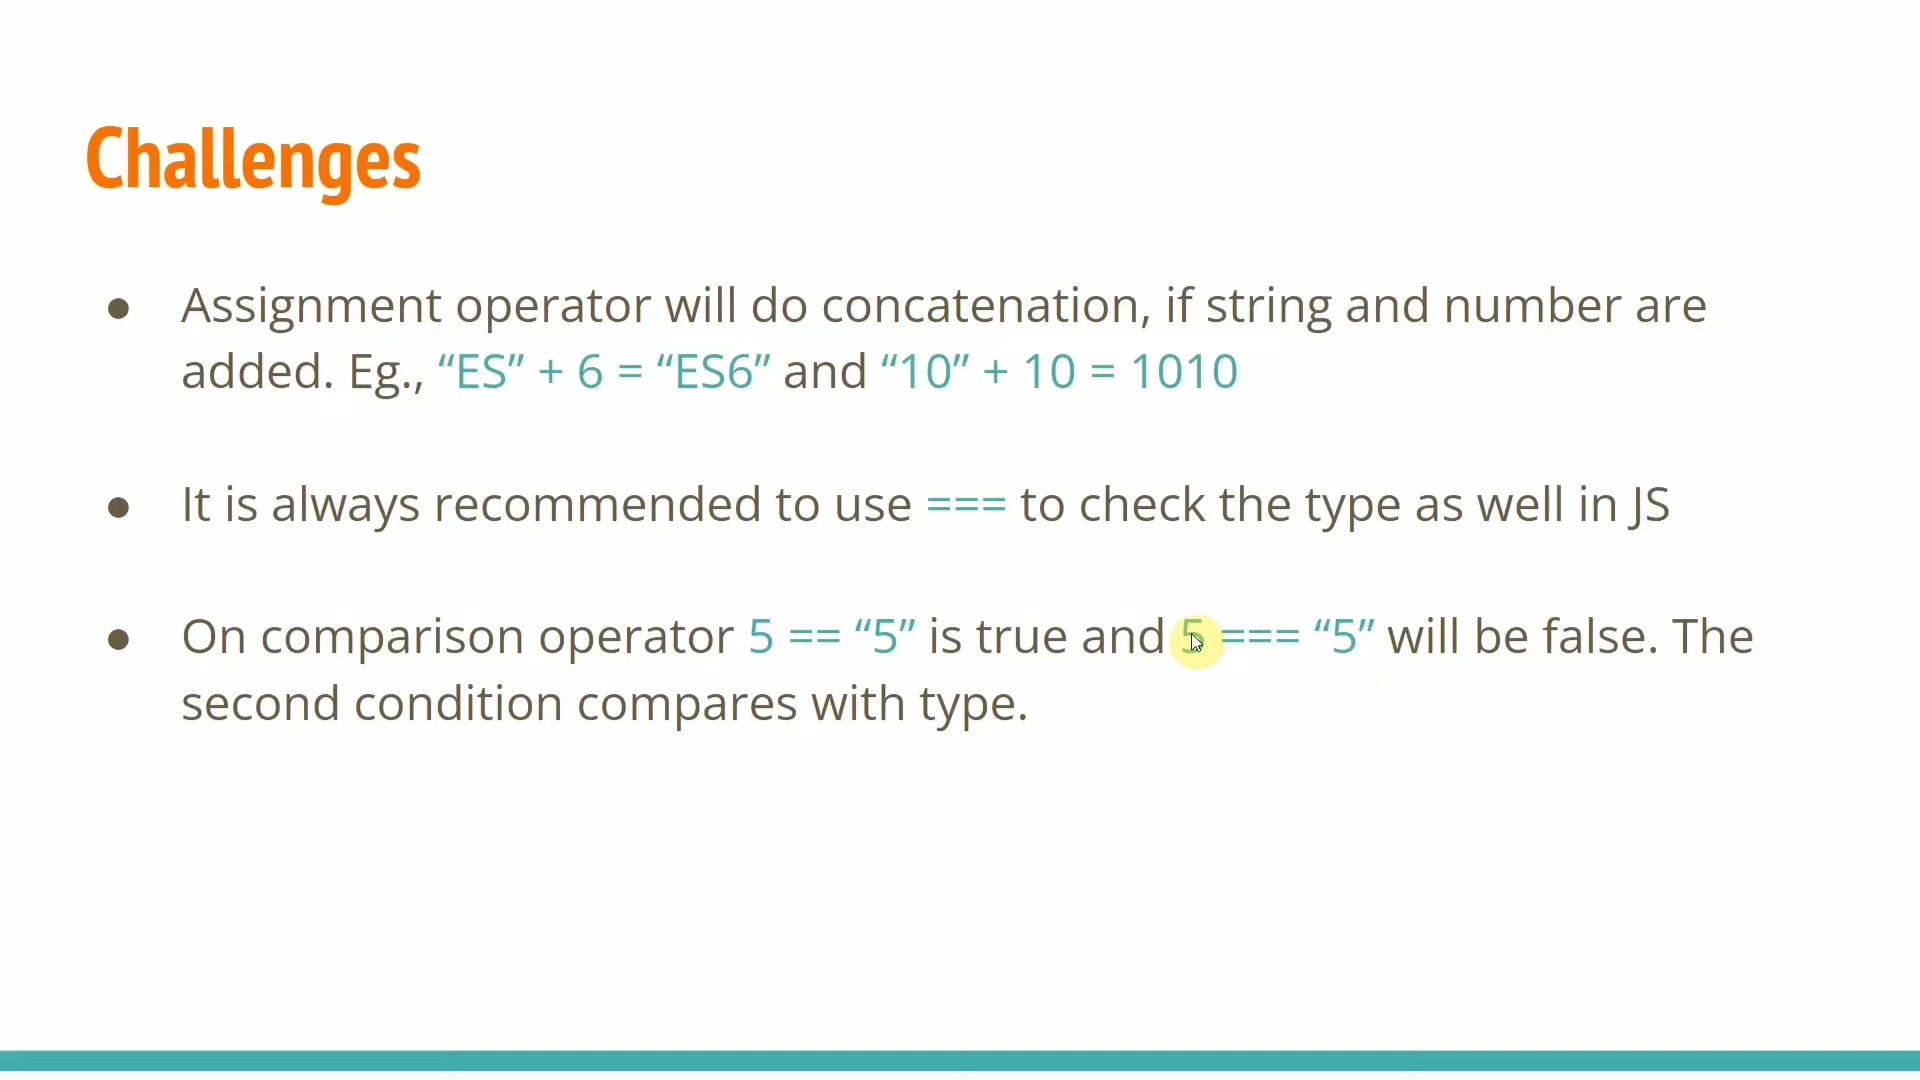 Challenges
● Assignment operator will do concatenation, if string and number are
added. Eg., “ES” + 6 = “ES6” and “10” + 10 = 1010
● It is always recommended to use === to check the type as well in JS
● On comparison operator 5 == “5” is true and 5 === “5” will be false. The
second condition compares with type.